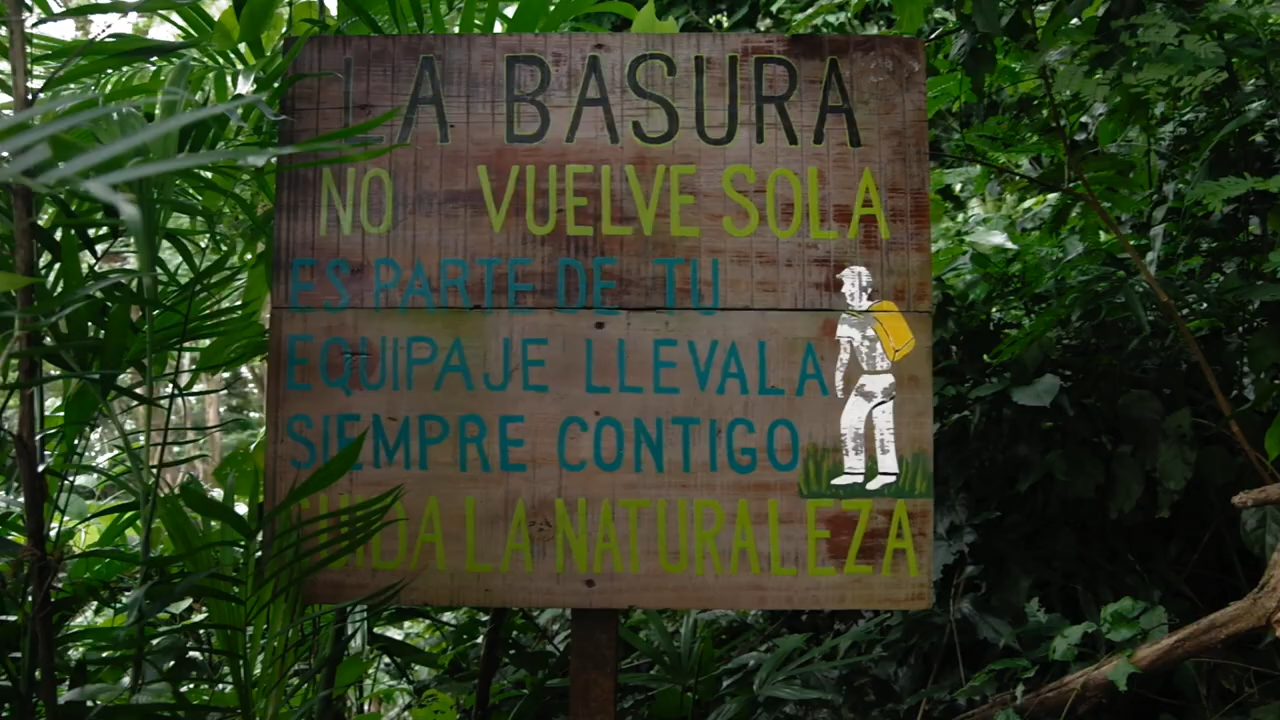 LA BASURA
NO VUELVE SOLA
ES PARTE DE TU
EQUIPAJE LLEVALA
SIEMPRE CONTIGO
CUIDA LA NATURALEZA